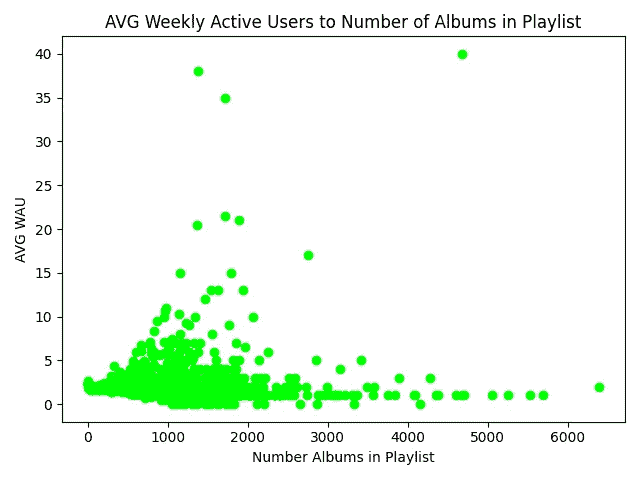 AVG Weekly Active Users to Number of Albums in Playlist
40
35
30
25
20
15
10
5
0
AVG WAU
0 1000 2000 3000 4000 5000 6000
Number Albums in Playlist